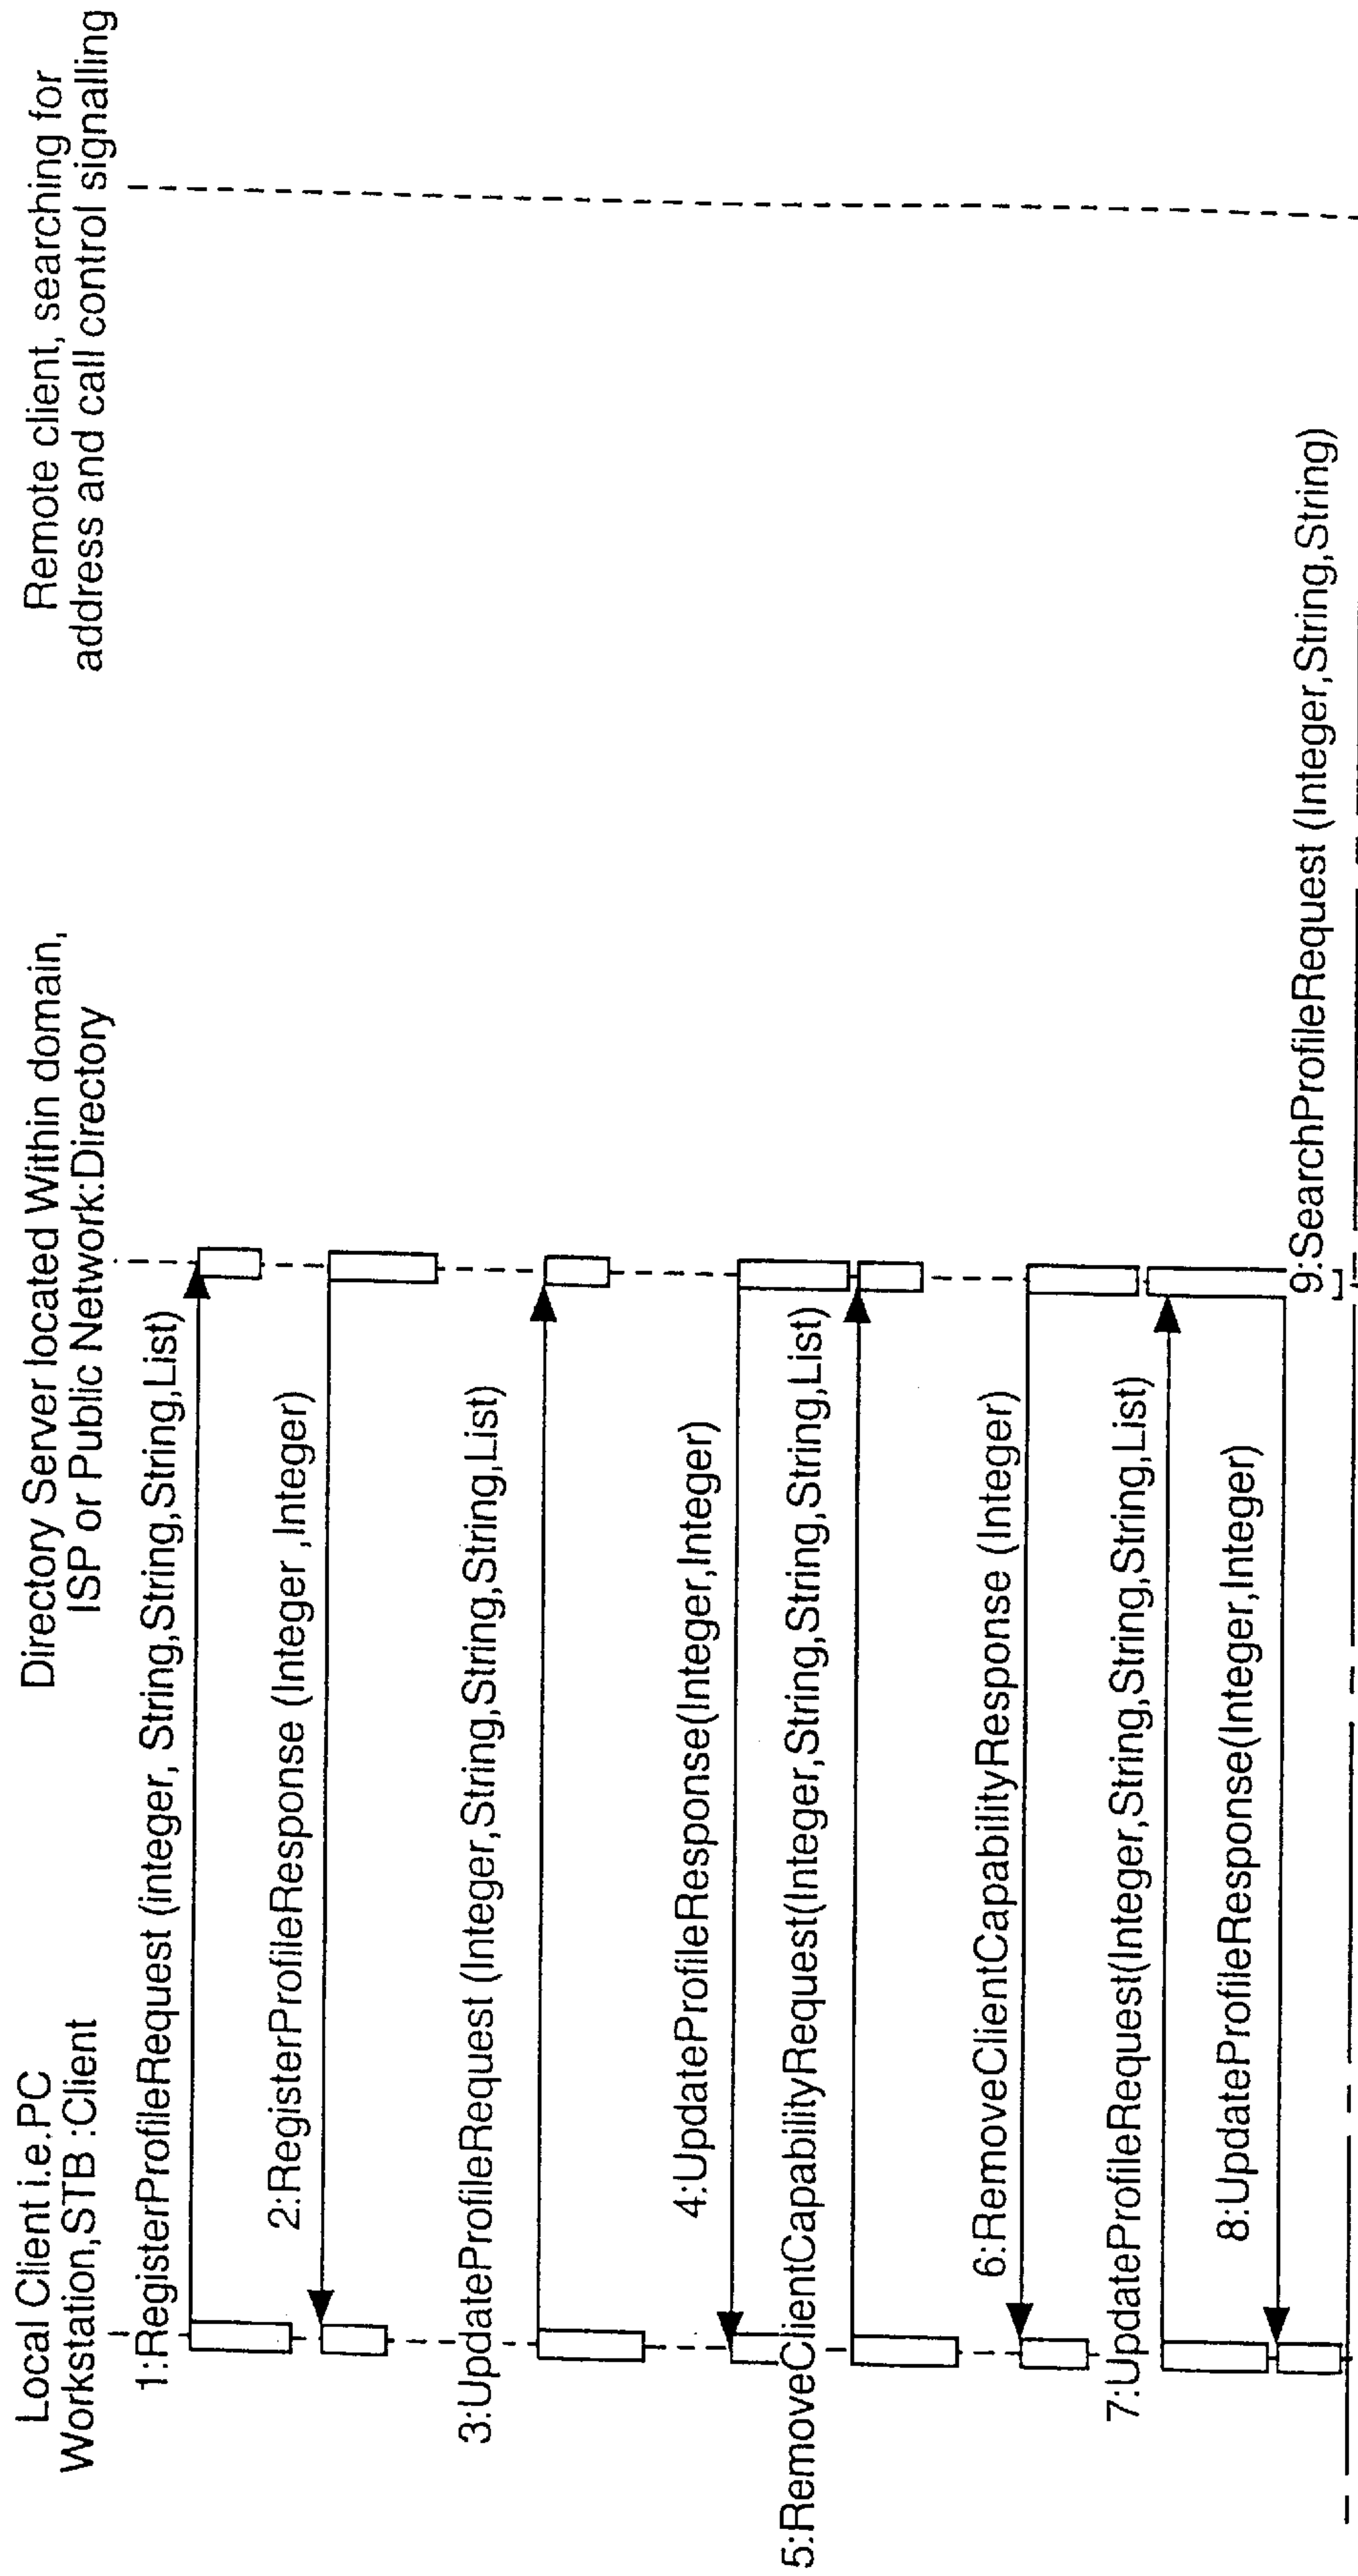 Local Client i.e.PC
Workstation,STB :Client
Directory Server located Within domain,
ISP or Public Network:Directory
Remote client, searching for
address and call control signalling
1:RegisterProfileRequest (integer, String,String,String,List)
2:RegisterProfileResponse (Integer ,Integer)
3:UpdateProfileRequest (Integer,String,String,String,List)
4:UpdateProfileResponse(Integer,Integer)
5:RemoveClientCapabilityRequest(Integer,String,String,String,List)
6:RemoveClientCapabilityResponse (Integer)
7:UpdateProfileRequest(Integer,String,String,String,List)
8:UpdateProfileResponse(Integer,Integer)
9:SearchProfileRequest (Integer,String,String)